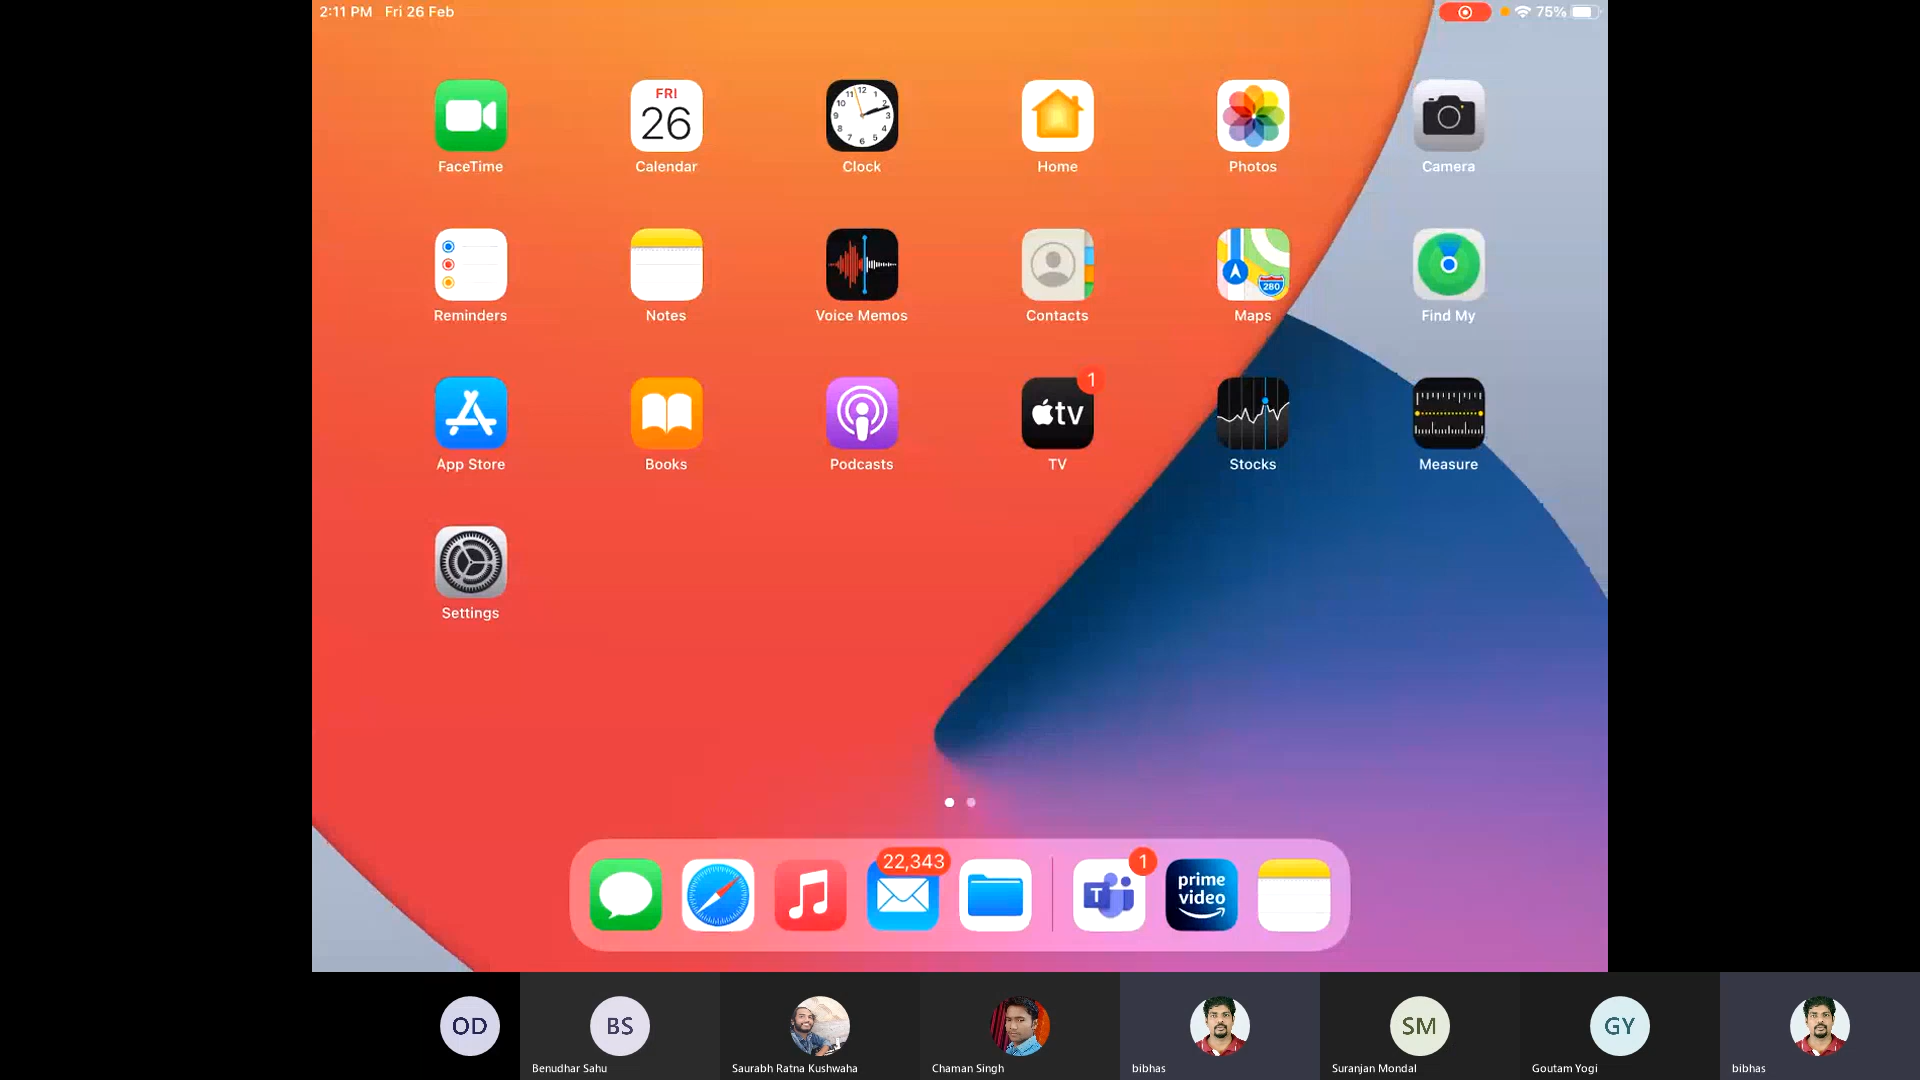 2:11 PM Fri 26 Feb
75%
FRI
26
FaceTime
Calendar
Clock
Home
Photos
Camera
280
Reminders
Notes
Voice Memos
Contacts
Maps
Find My
1
tv
App Store
Books
Podcasts
TV
Stocks
Measure
Settings
22,343
1
T
prime
video
OD
BS
SM
GY
Benudhar Sahu
Saurabh Ratna Kushwaha
Chaman Singh
bibhas
Suranjan Mondal
Goutam Yogi
bibhas